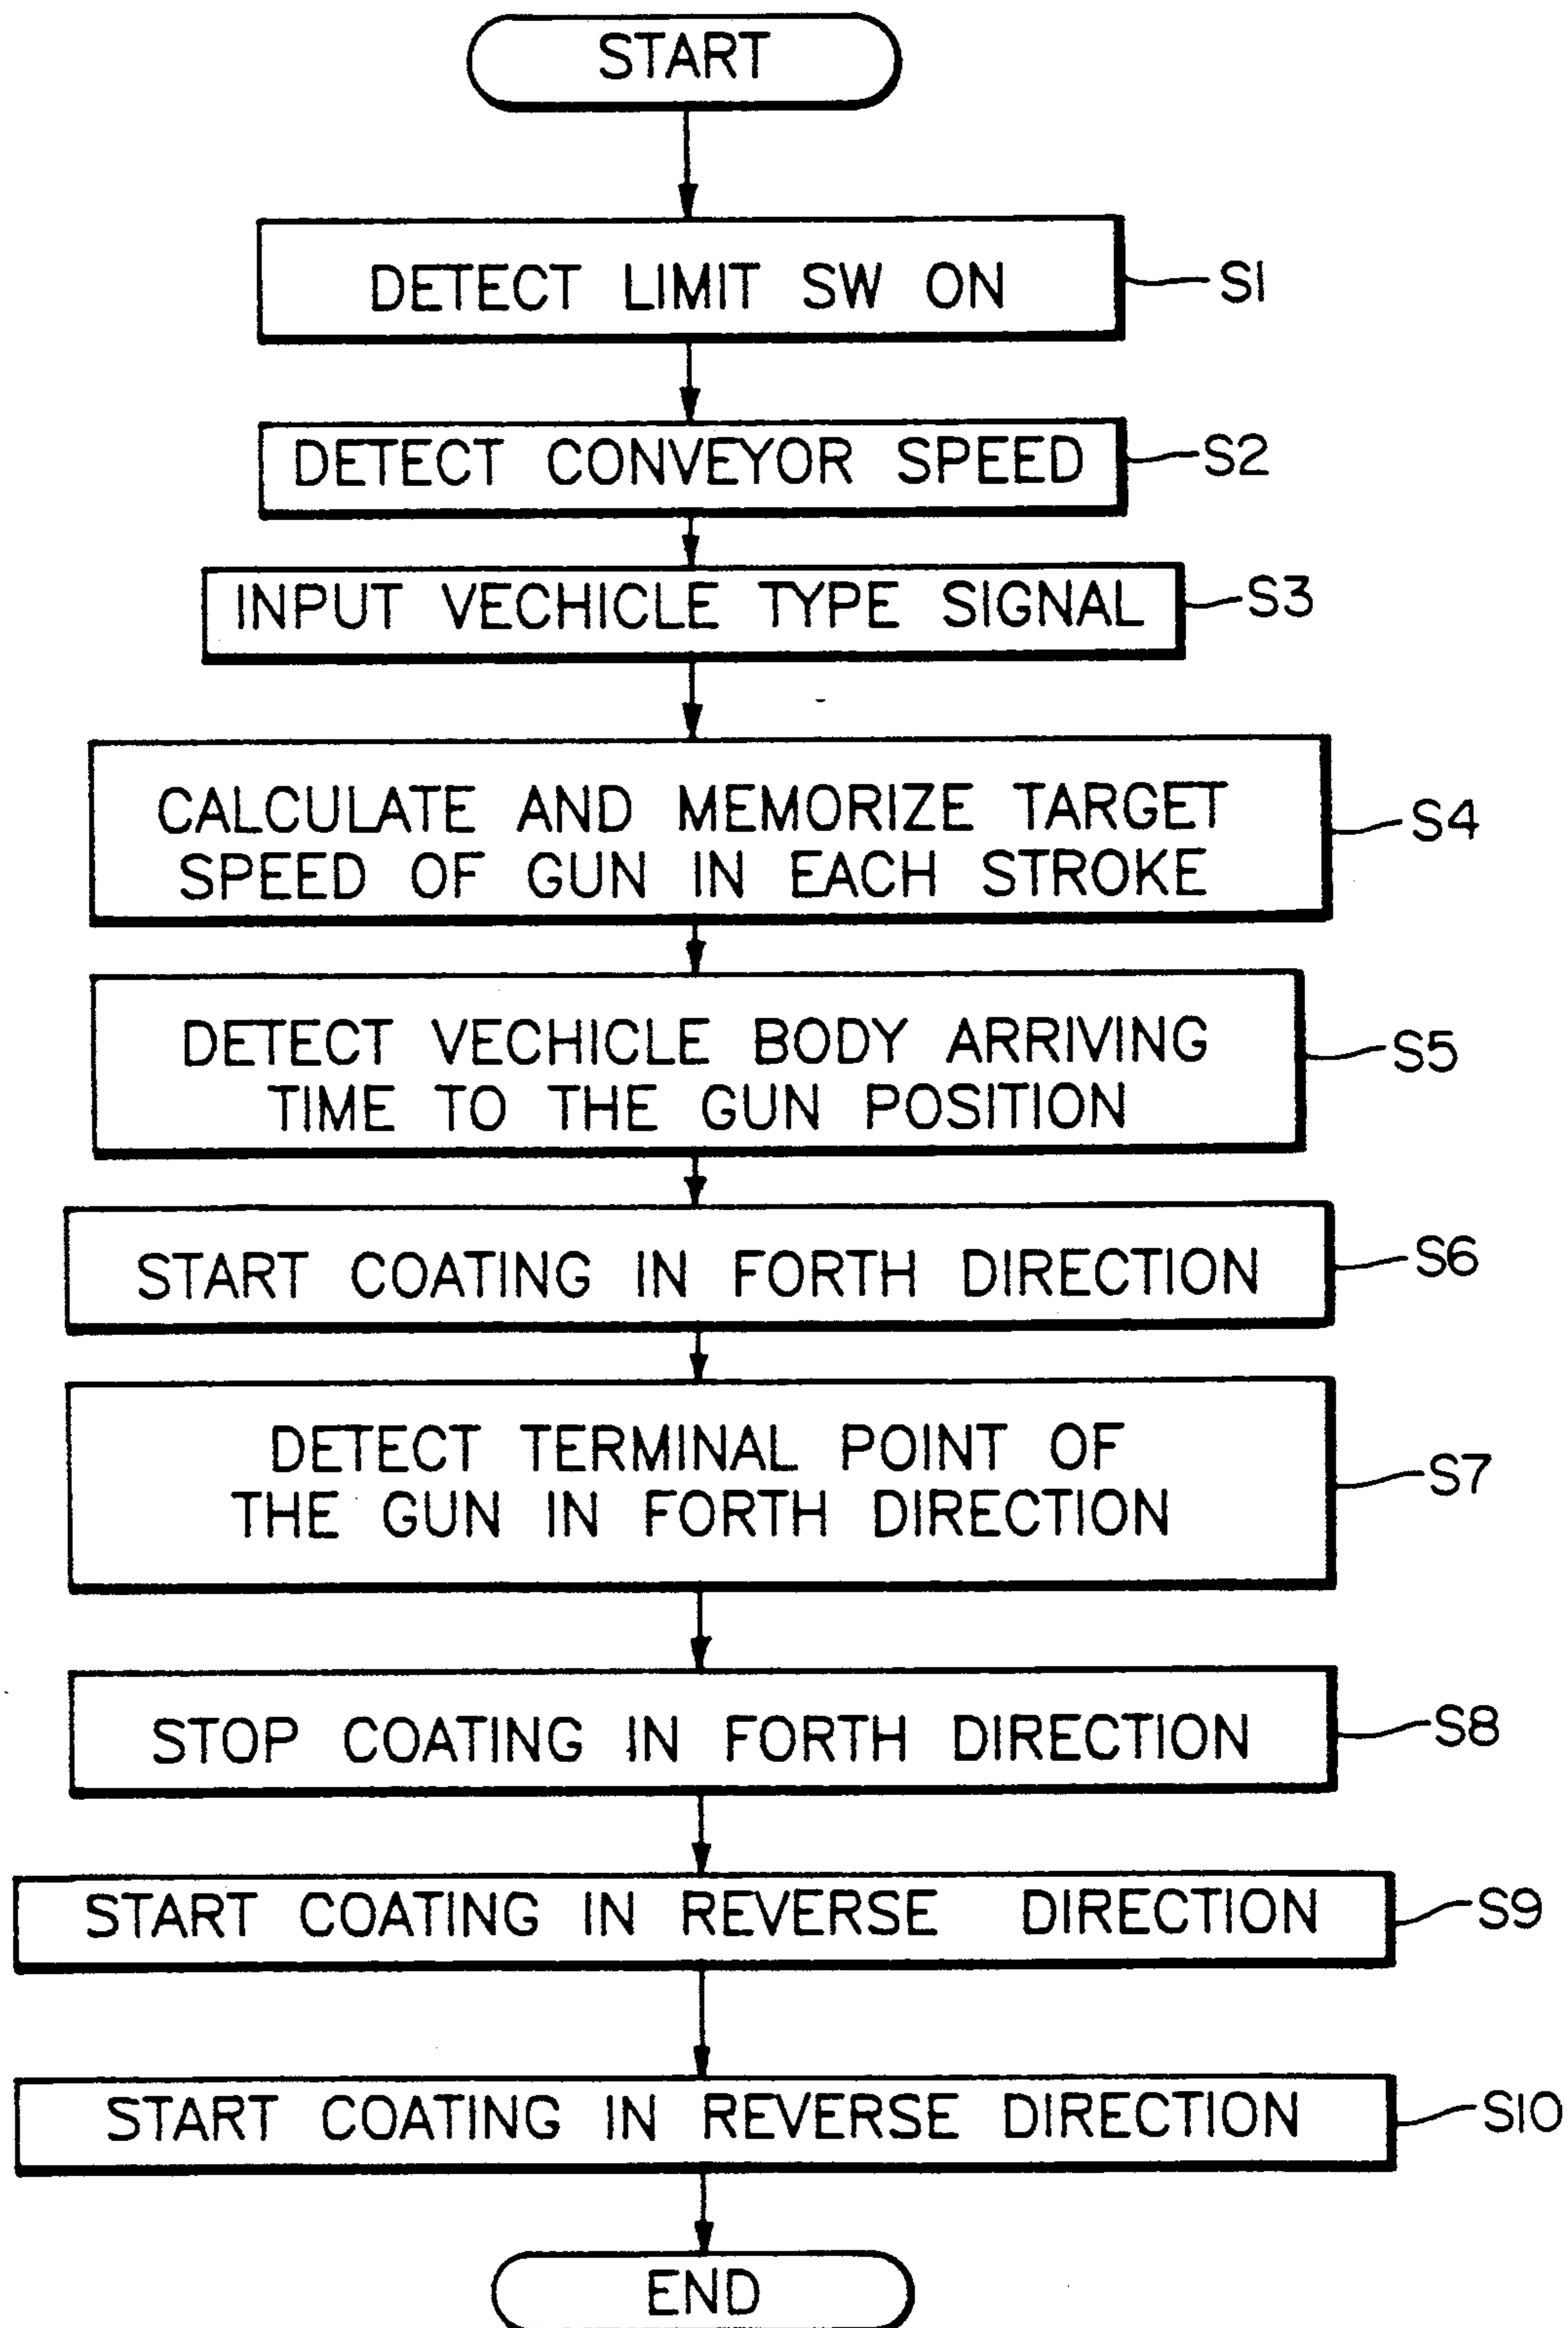 START
DETECT LIMIT SW ON
S1
DETECT CONVEYOR SPEED
S2
INPUT VECHICLE TYPE SIGNAL
S3
CALCULATE AND MEMORIZE TARGET
SPEED OF GUN IN EACH STROKE
S4
DETECT VECHICLE BODY ARRIVING
TIME TO THE GUN POSITION
S5
START COATING IN FORTH DIRECTION
S6
DETECT TERMINAL POINT OF
THE GUN IN FORTH DIRECTION
S7
STOP COATING IN FORTH DIRECTION
S8
START COATING IN REVERSE DIRECTION
S9
START COATING IN REVERSE DIRECTION
S10
END